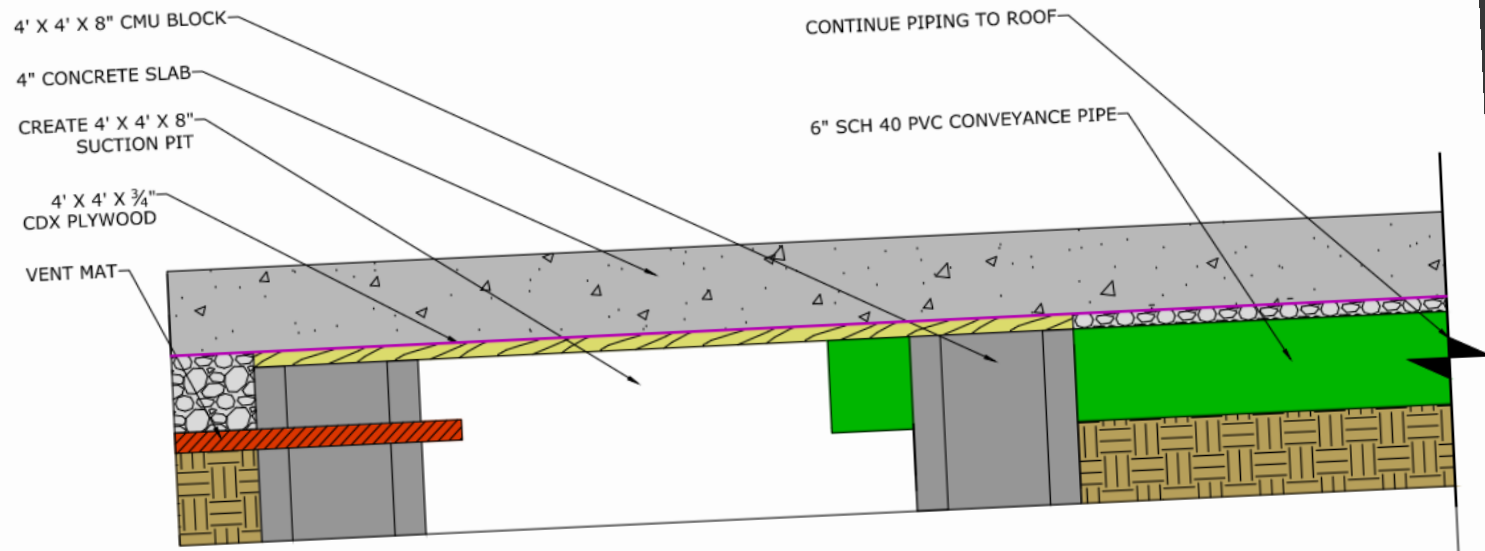 4' X 4' X 8" CMU BLOCK
4" CONCRETE SLAB
CREATE 4' X 4' X 8"
SUCTION PIT
4' X 4' X ¾"
CDX PLYWOOD
VENT MAT
CONTINUE PIPING TO ROOF
6" SCH 40 PVC CONVEYANCE PIPE